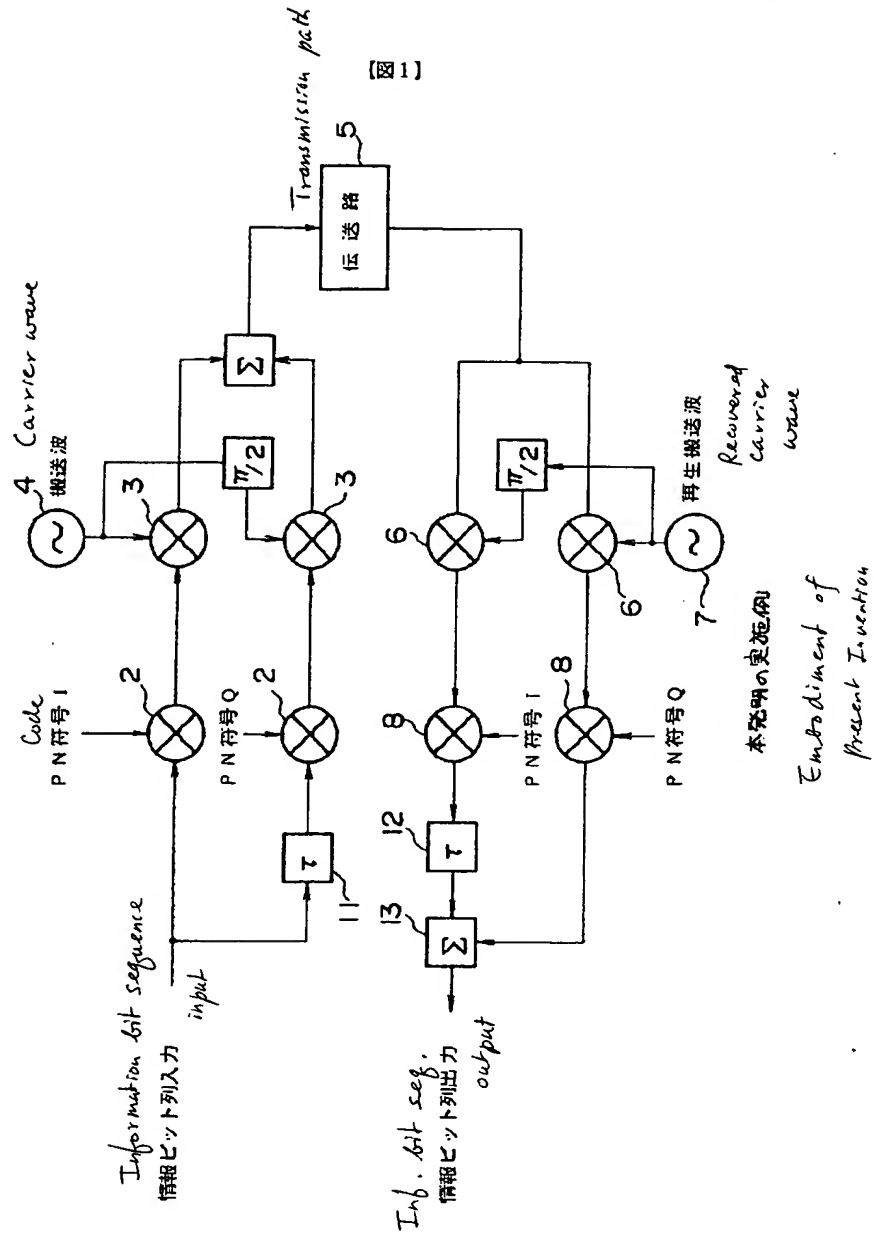 【図1】
4 Carrier wave
搬送波
3
Code
PN符号I
2
Information bit sequence
input
情報ビット列入力
PN符号Q
2
τ
11
π/2
3
Σ
Transmission path
5
伝送路
6
π/2
8
12
τ
13
Σ
PN符号I
Inf. bit seq.
情報ビット列出力
output
8
PN符号Q
6
7
~
~
再生搬送波
Recovered
carrier
wave
本発明の実施例
Embodiment of
Present Invention